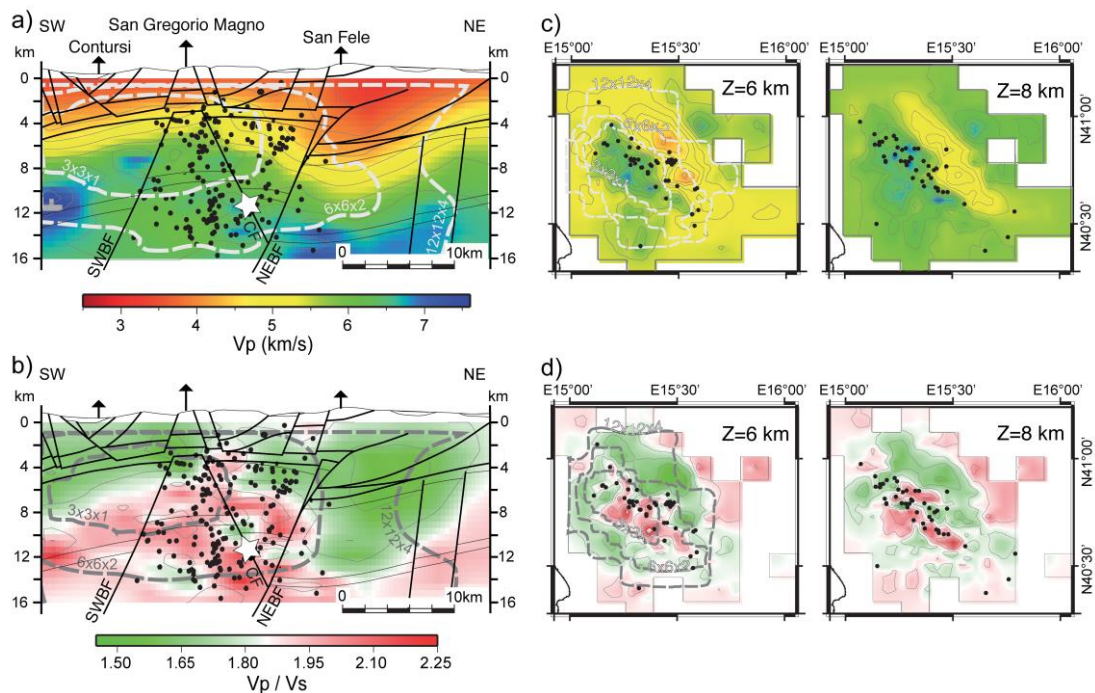 a) SW
San Gregorio Magno
Contursi
San Fele
NE
km
km
0
0
4
4
8
8
12
12
16
16
3x3x1
6x6x2
12x12x4
SWBF
CF
NEBF
0
10km
3 4 5 6 7
Vp (km/s)
b) SW
NE
km
km
0
0
4
4
8
8
12
12
16
16
3x3x1
6x6x2
12x12x4
SWBF
CF
NEBF
0
10km
1.50 1.65 1.80 1.95 2.10 2.25
Vp / Vs
c)
E15°00' E15°30' E15°00' E15°30' E16°00'
12x12x4
6x6x2
Z=6 km
Z=8 km
N41°00'
N40°30'
d)
E15°00' E15°30' E15°00' E15°30' E16°00'
12x12x4
6x6x2
Z=6 km
Z=8 km
N41°00'
N40°30'